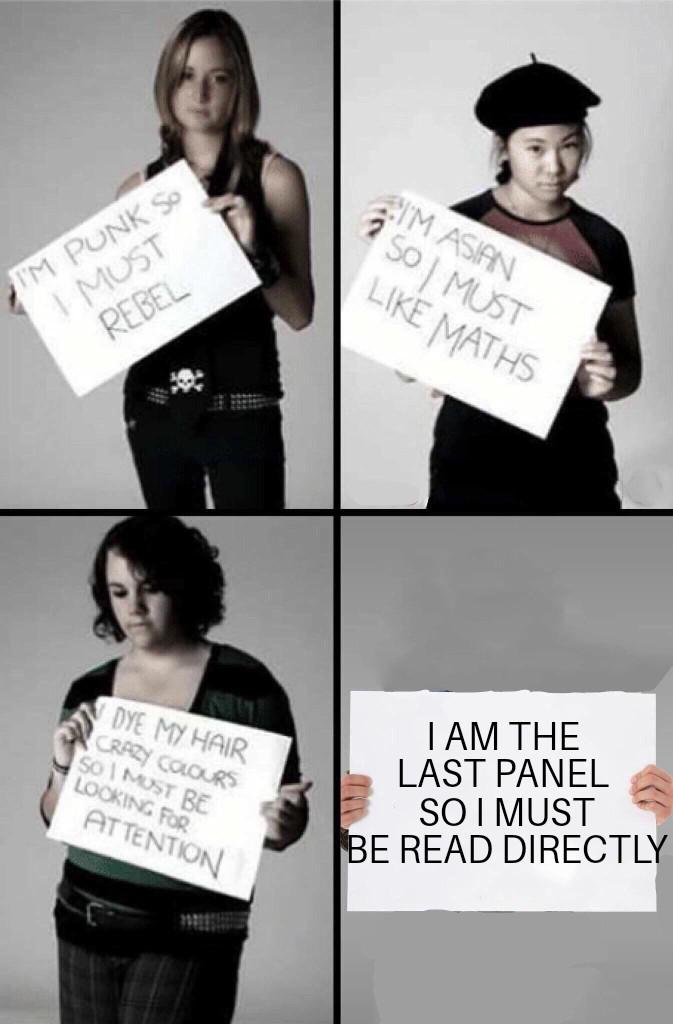 I'M PUNK SO
I MUST
REBEL
I'M ASIAN
SO I MUST
LIKE MATHS
I DYE MY HAIR
CRAZY COLOURS
SO I MUST BE
LOOKING FOR
ATTENTION
I AM THE
LAST PANEL
SO I MUST
BE READ DIRECTLY